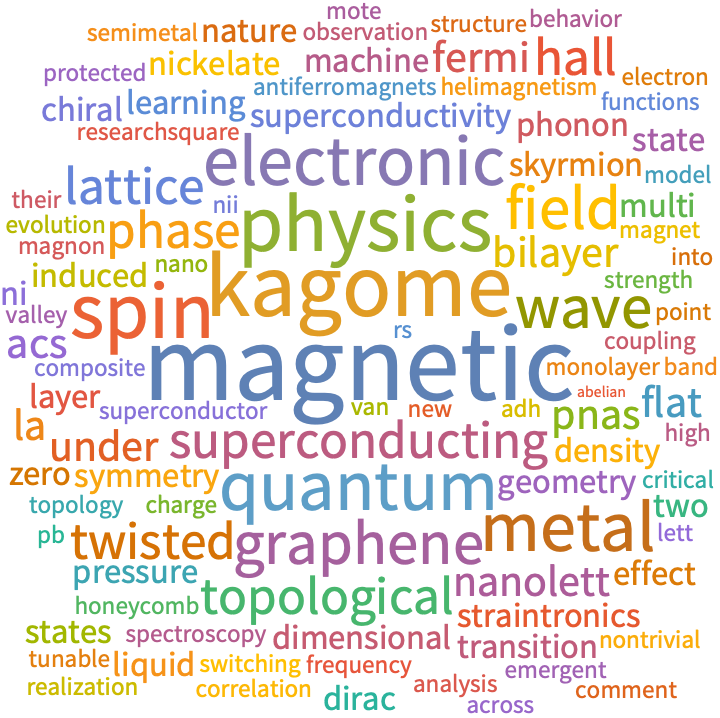 mote
semimetal nature observation structure behavior
protected nickelate machine fermi hall electron
chiral learning antiferromagnets helimagnetism functions
researchsquare superconductivity phonon state
electronic skyrmion model
their lattice nii field multi
evolution phase physics magnet
magnon nano bilayer into
ni induced kagome strength
valley spin wave point
acs rs coupling
composite magnetic monolayer band
layer abelian
superconductor van new adh pnas flat
la high
under superconducting density
zero symmetry quantum geometry critical
topology charge metal two
pb twisted graphene lett
pressure nanolett effect
honeycomb topological straintronics
states spectroscopy dimensional transition nontrivial
tunable liquid switching frequency emergent
realization correlation dirac analysis comment
across